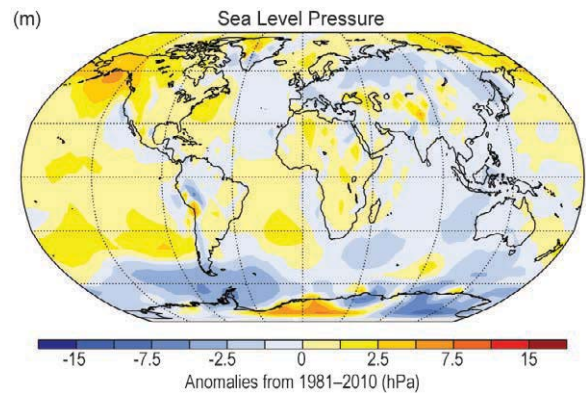 (m)
Sea Level Pressure
-15 -7.5 -2.5 0 2.5 7.5 15
Anomalies from 1981–2010 (hPa)